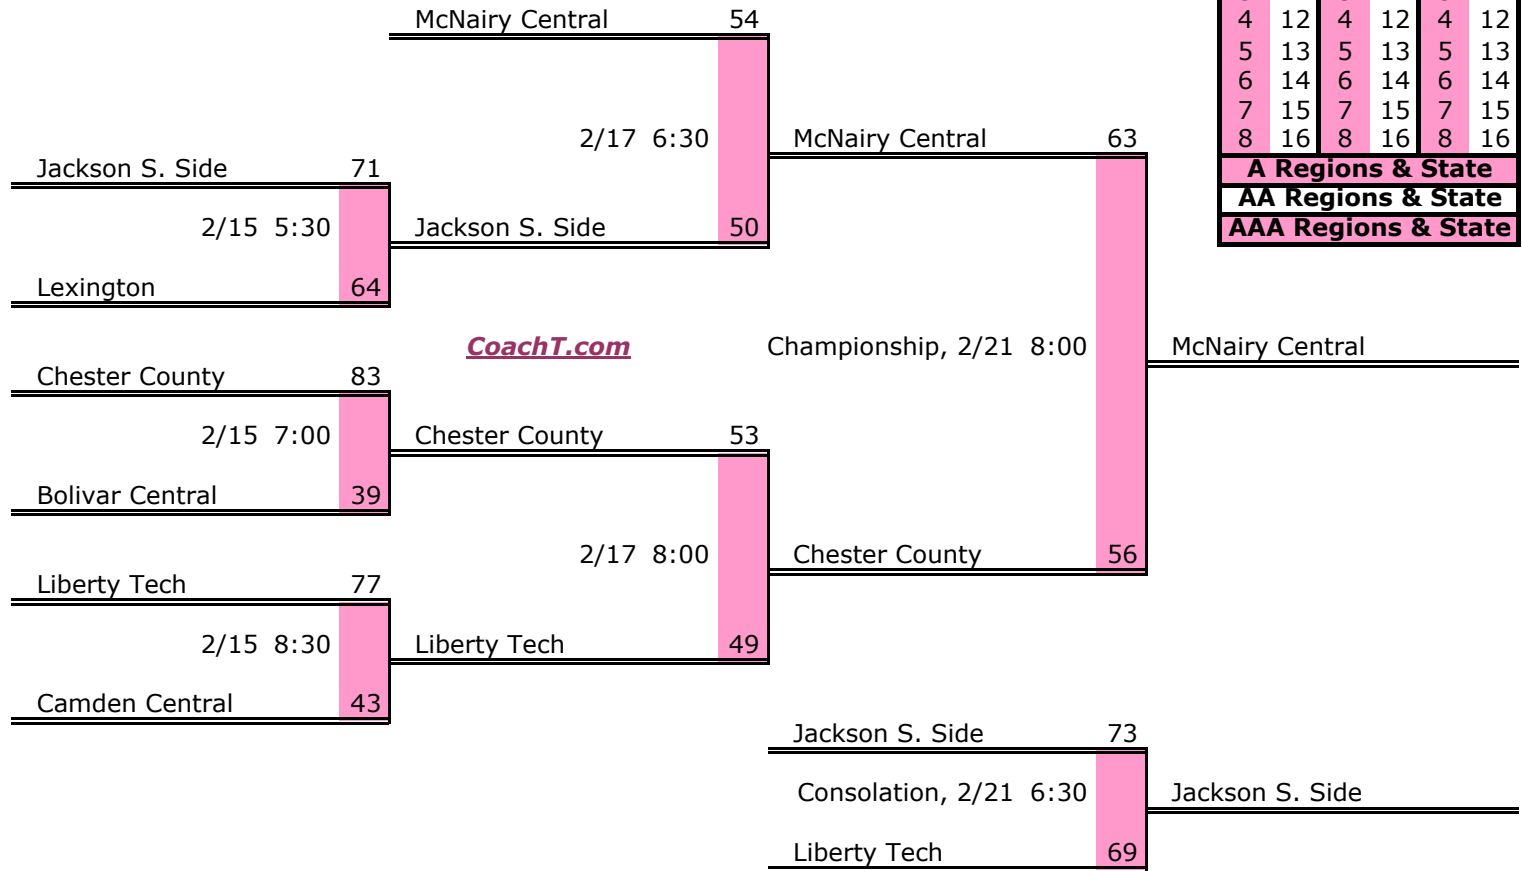 McNairy Central 54
4 12 4 12 4 12
5 13 5 13 5 13
6 14 6 14 6 14
7 15 7 15 7 15
2/17 6:30 McNairy Central 63 8 16 8 16 8 16
Jackson S. Side 71 A Regions & State
AA Regions & State
2/15 5:30 Jackson S. Side 50 AAA Regions & State
Lexington 64
CoachT.com Championship, 2/21 8:00 McNairy Central
Chester County 83
2/15 7:00 Chester County 53
Bolivar Central 39
2/17 8:00 Chester County 56
Liberty Tech 77
2/15 8:30 Liberty Tech 49
Camden Central 43
Jackson S. Side 73
Consolation, 2/21 6:30 Jackson S. Side
Liberty Tech 69